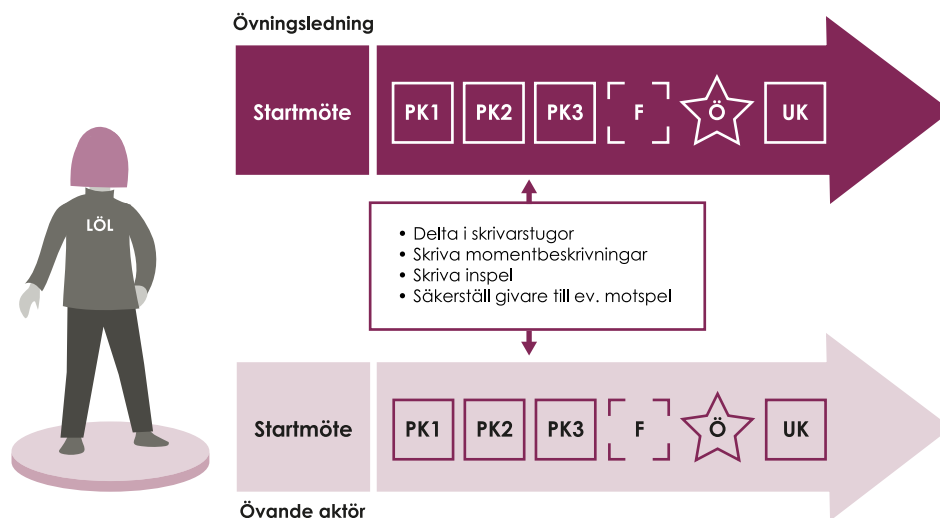 Övningsledning
Startmöte
PK1
PK2
PK3
F
Ö
UK
LÖL
• Delta i skrivarstugor
• Skriva momentbeskrivningar
• Skriva inspel
• Säkerställ givare till ev. motspel
Startmöte
PK1
PK2
PK3
F
Ö
UK
Övande aktör